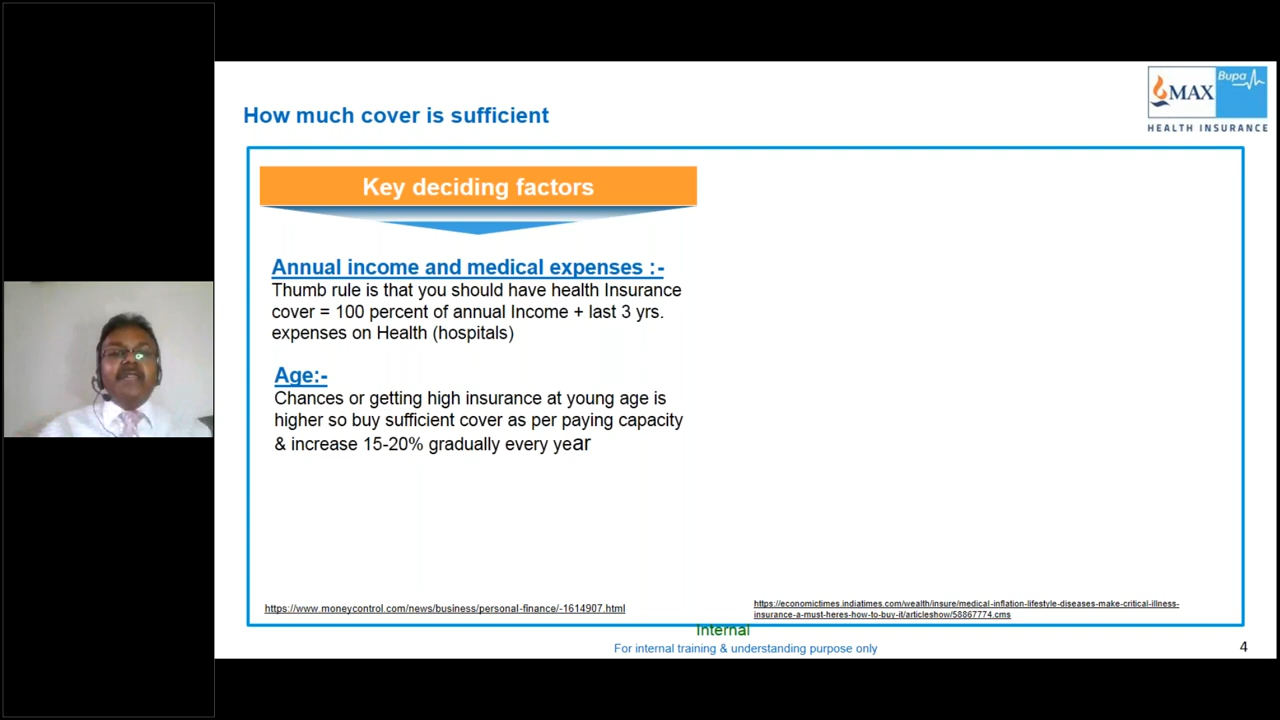 MAX
Bupa
HEALTH INSURANCE
How much cover is sufficient
Key deciding factors
Annual income and medical expenses :-
Thumb rule is that you should have health Insurance
cover = 100 percent of annual Income + last 3 yrs.
expenses on Health (hospitals)
Age:-
Chances or getting high insurance at young age is
higher so buy sufficient cover as per paying capacity
& increase 15-20% gradually every year
https://www.moneycontrol.com/news/business/personal-finance/-1614907.html
https://economictimes.indiatimes.com/wealth/insure/medical-inflation-lifestyle-diseases-make-critical-illness-
insurance-a-must-heres-how-to-buy-it/articleshow/58867774.cms
Internal
For internal training & understanding purpose only
4